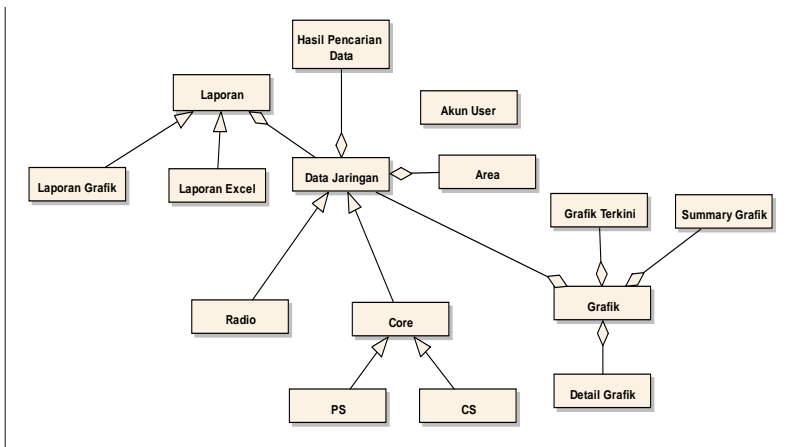 Hasil Pencarian
Data
Laporan
Akun User
Laporan Grafik
Laporan Excel
Data Jaringan
Area
Grafik Terkini
Summary Grafik
Radio
Core
Grafik
PS
CS
Detail Grafik